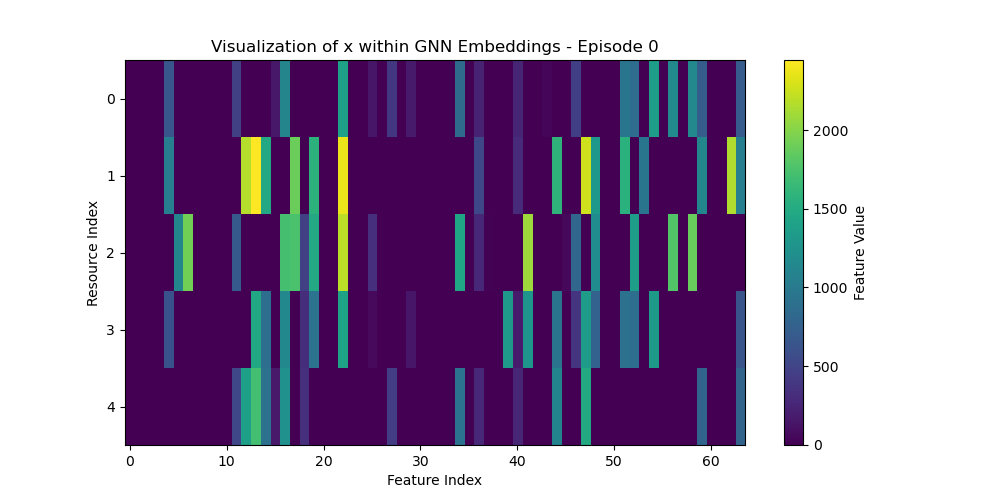 Visualization of x within GNN Embeddings - Episode 0
Resource Index
0
1
2
3
4
0 10 20 30 40 50 60
Feature Index
2000
1500
1000
500
0
Feature Value